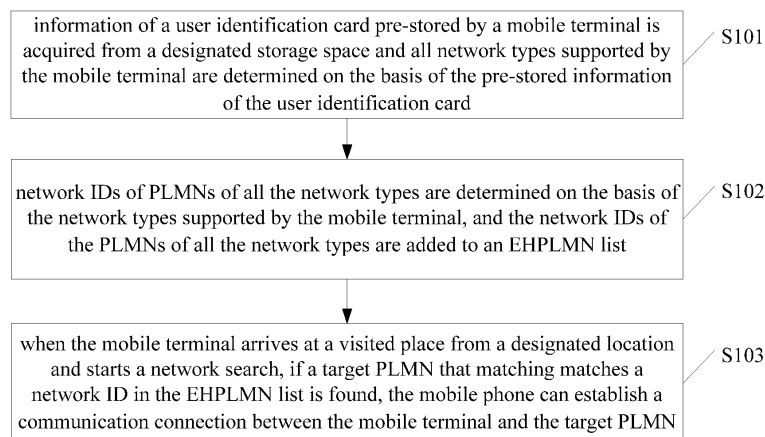 information of a user identification card pre-stored by a mobile terminal is
acquired from a designated storage space and all network types supported by
the mobile terminal are determined on the basis of the pre-stored information
of the user identification card
S101
network IDs of PLMNs of all the network types are determined on the basis of
the network types supported by the mobile terminal, and the network IDs of
the PLMNs of all the network types are added to an EHPLMN list
S102
when the mobile terminal arrives at a visited place from a designated location
and starts a network search, if a target PLMN that matching matches a
network ID in the EHPLMN list is found, the mobile phone can establish a
communication connection between the mobile terminal and the target PLMN
S103